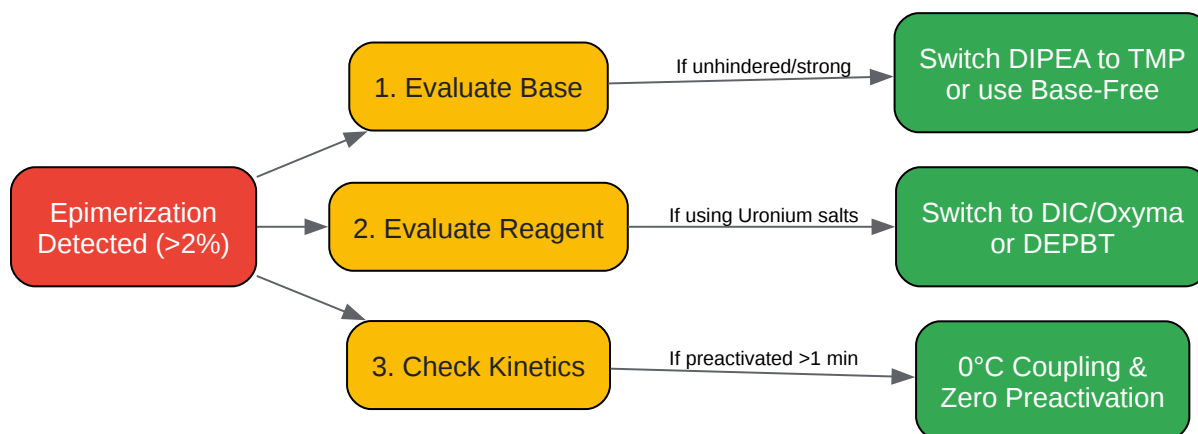 Epimerization
Detected (>2%)
1. Evaluate Base
If unhindered/strong
Switch DIPEA to TMP
or use Base-Free
2. Evaluate Reagent
If using Uronium salts
Switch to DIC/Oxyma
or DEPBT
3. Check Kinetics
If preactivated >1 min
0°C Coupling &
Zero Preactivation